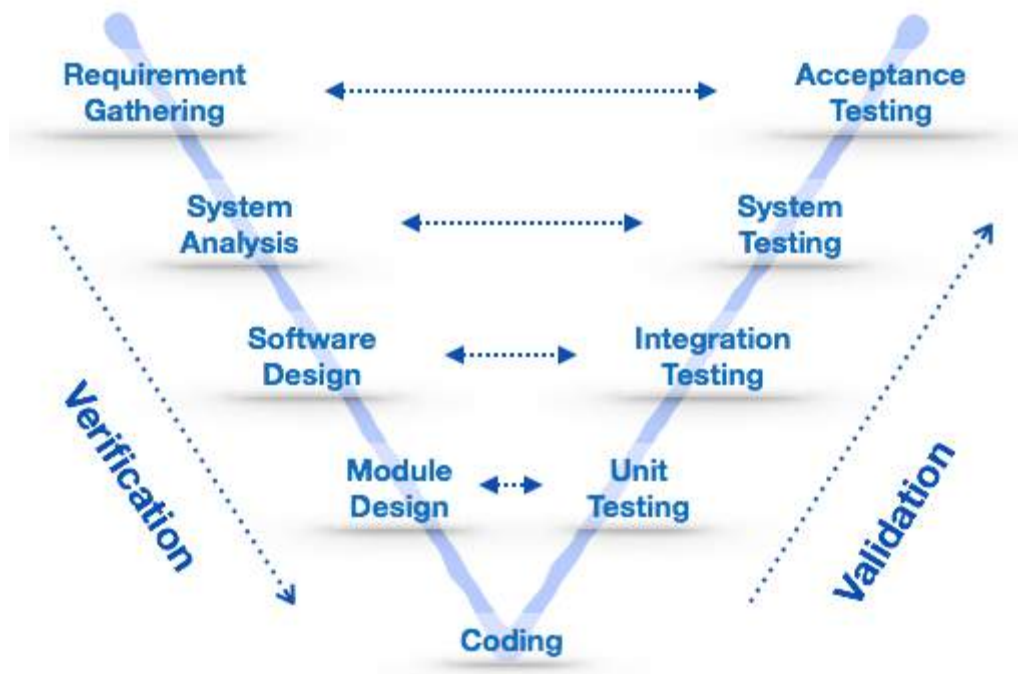 Requirement
Gathering
Acceptance
Testing
System
Analysis
System
Testing
Software
Design
Integration
Testing
Module
Design
Unit
Testing
Verification
Validation
Coding